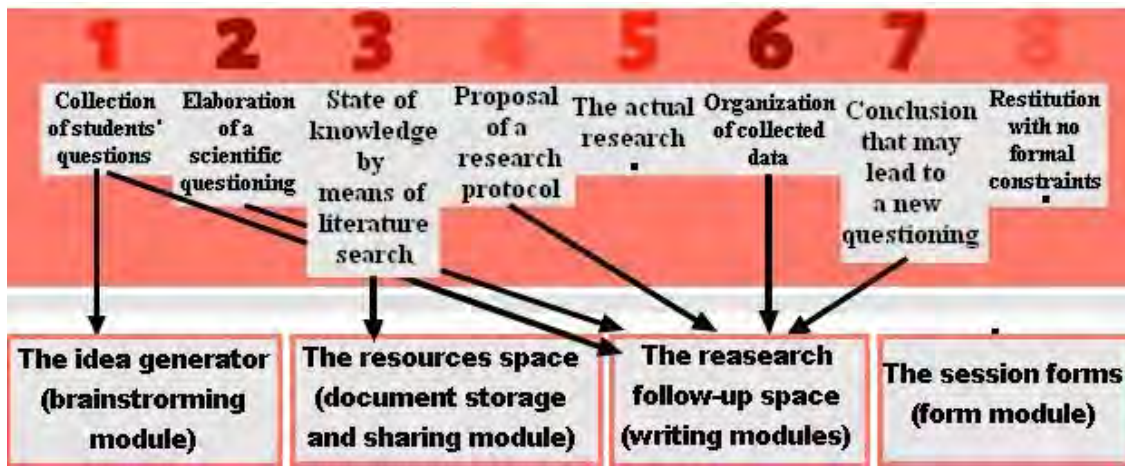 1 2 3 4 5 6 7 8
Collection
of students'
questions
Elaboration
of a
scientific
questioning
State of
knowledge
by
means of
literature
search
Proposal
of a
research
protocol
The actual
research
Organization
of collected
data
Conclusion
that may
lead to
a new
questioning
Restitution
with no
formal
constraints
The idea generator
(brainstrorming
module)
The resources space
(document storage
and sharing module)
The reasearch
follow-up space
(writing modules)
The session forms
(form module)